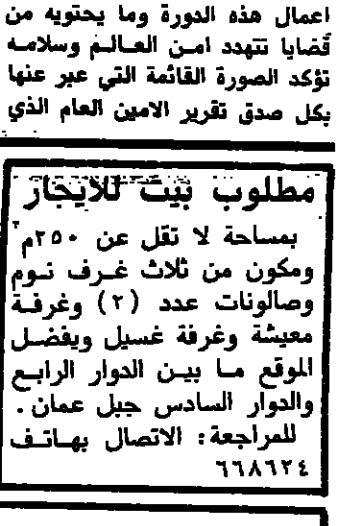 اعمال هذه الدورة وما يحتويه من
قضايا تتهدد امن العالم وسلامه
تؤكد الصورة القاتمة التي عبر عنها
بكل صدق تقرير الامين العام الذي
مطلوب بيت للايجار
بمساحة لا تقل عن ٢٥٠م٢
ومكون من ثلاث غرف نوم
وصالونات عدد (٢) وغرفة
معيشة وغرفة غسيل ويفضل
الموقع ما بين الدوار الرابع
والدوار السادس جبل عمان.
للمراجعة: الاتصال بهاتف
٦٦٨٦٢٤